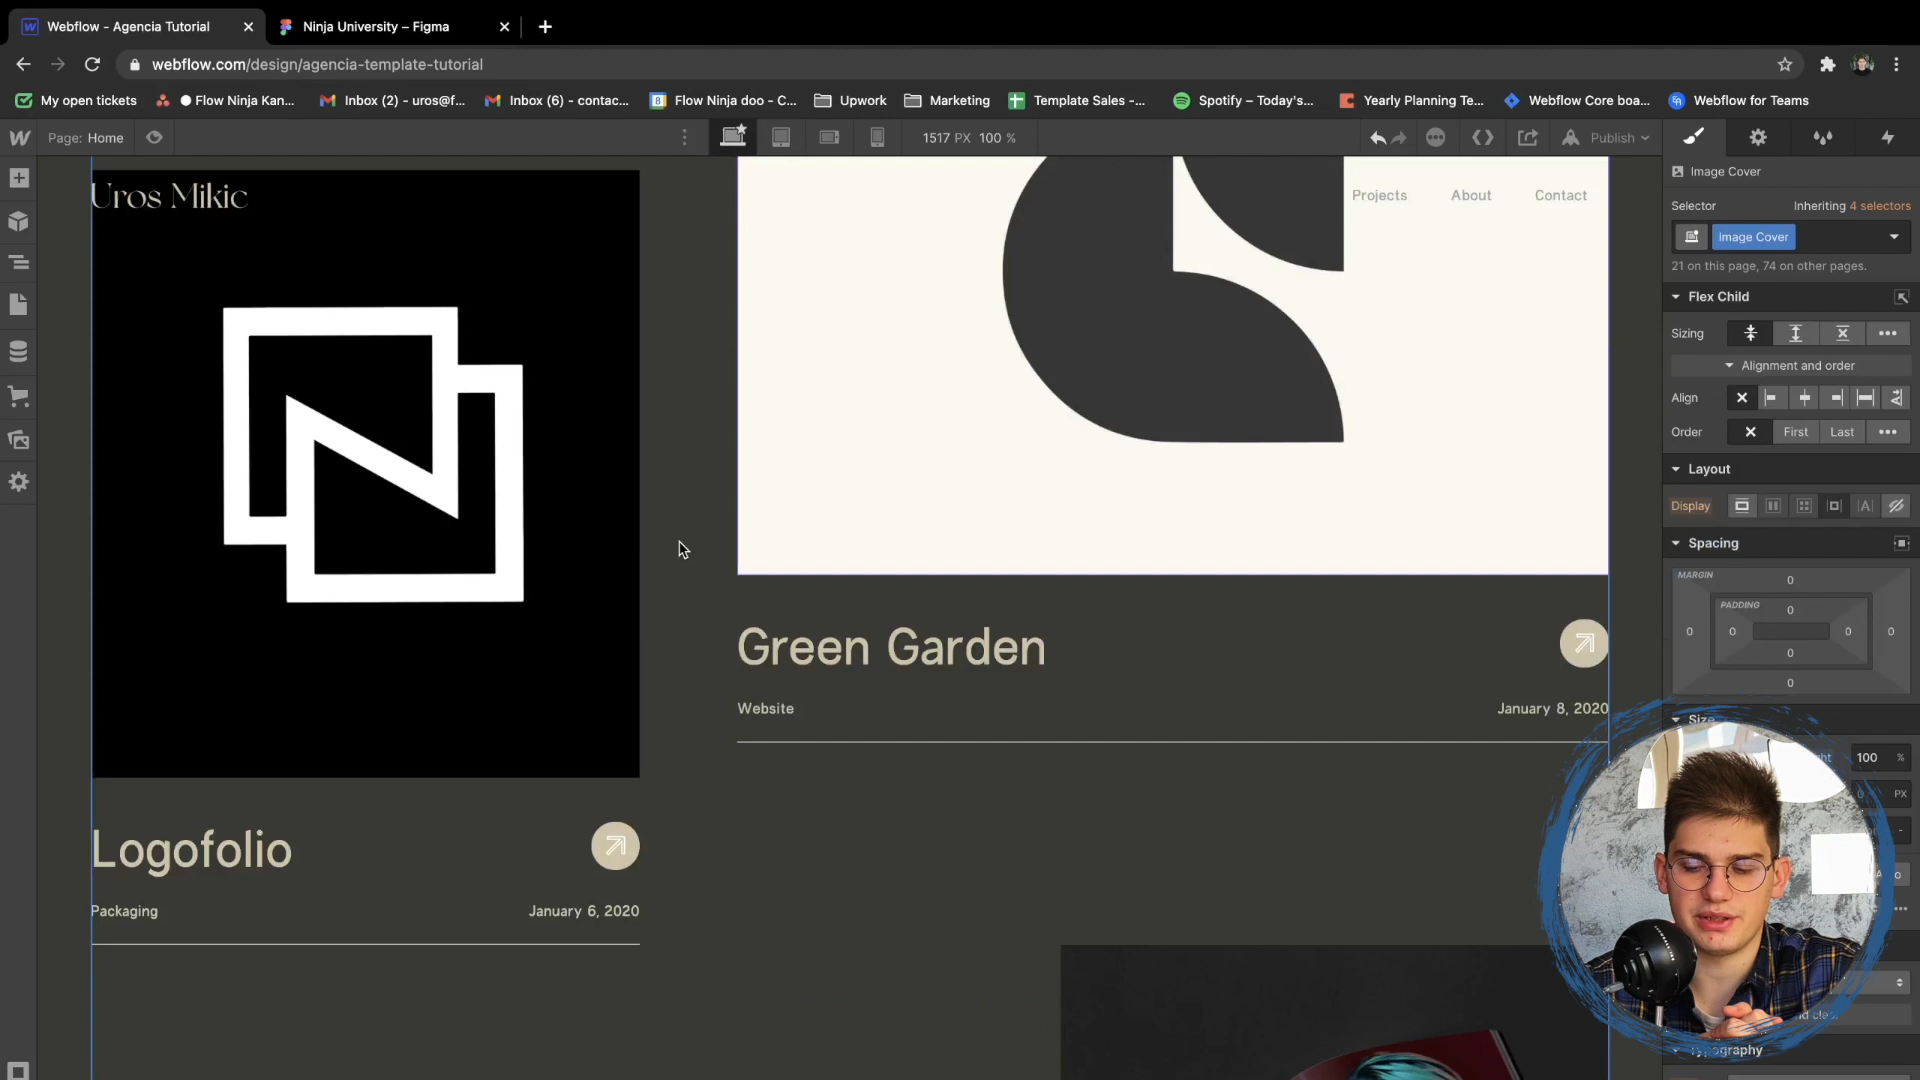 Webflow - Agencia Tutorial
Ninja University – Figma
webflow.com/design/agencia-template-tutorial
My open tickets
Flow Ninja Kan...
Inbox (2) - uros@f...
Inbox (6) - contac...
Flow Ninja doo - C...
Upwork
Marketing
Template Sales -...
Spotify – Today's...
Yearly Planning Te...
Webflow Core boa...
Webflow for Teams
Page: Home
1517 PX 100 %
Publish
Image Cover
Selector
Inheriting 4 selectors
Image Cover
21 on this page, 74 on other pages.
Flex Child
Sizing
Alignment and order
Align
Order
First
Last
Layout
Display
Spacing
MARGIN
0
PADDING
0
0
0
0
0
0
0
Size
100 %
PX
Typography
Uros Mikic
Projects
About
Contact
Green Garden
Website
January 8, 2020
Logofolio
Packaging
January 6, 2020